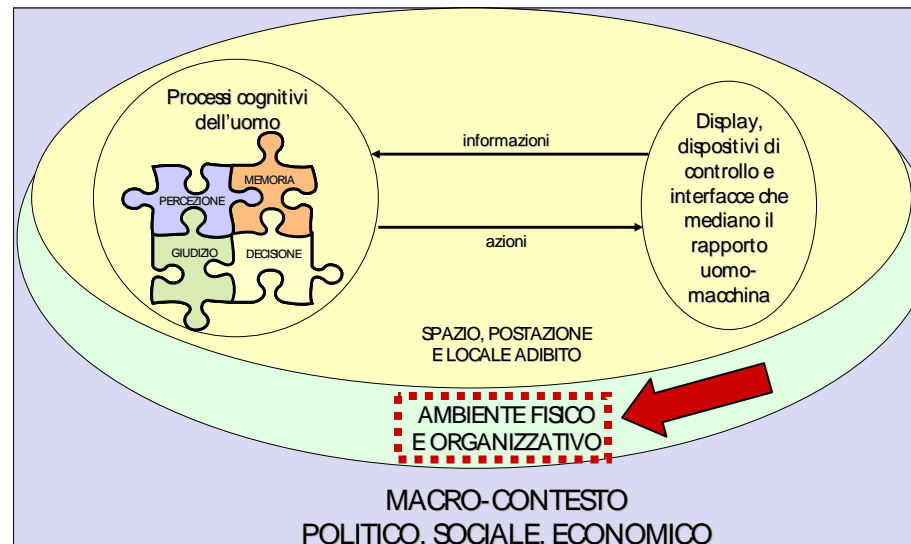 Processi cognitivi
dell'uomo
MEMORIA
PERCEZIONE
GIUDIZIO
DECISIONE
informazioni
azioni
Display,
dispositivi di
controllo e
interfacce che
mediano il
rapporto
uomo-
macchina
SPAZIO, POSTAZIONE
E LOCALE ADIBITO
AMBIENTE FISICO
E ORGANIZZATIVO
MACRO-CONTESTO
POLITICO, SOCIALE, ECONOMICO